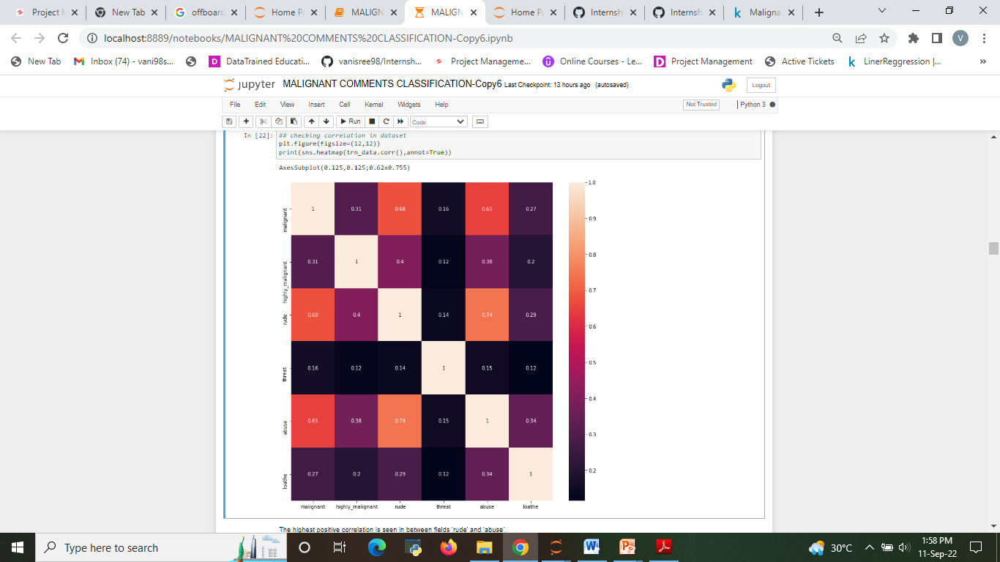 Project M
New Tab
offboard
Home Pa
MALIGN
MALIGN
Home Pa
Internsh
Internsh
Maligna
localhost:8889/notebooks/MALIGNANT%20COMMENTS%20CLASSIFICATION-Copy6.ipynb
V
New Tab
Inbox (74) - vani98s...
DataTrained Educati...
vanisree98/Internsh...
Project Manageme...
Online Courses - Le...
Project Management
Active Tickets
LinerReggression |...
»
jupyter MALIGNANT COMMENTS CLASSIFICATION-Copy6 Last Checkpoint: 13 hours ago (autosaved)
Logout
File Edit View Insert Cell Kernel Widgets Help
Not Trusted
Python 3
Run
Code
In [22]: ## checking correlation in dataset
plt.figure(figsize=(12,12))
print(sns.heatmap(trn_data.corr(),annot=True))
AxesSubplot(0.125,0.125;0.62x0.755)
malignant 1 0.31 0.68 0.16 0.65 0.27
highly_malignant 0.31 1 0.4 0.12 0.38 0.2
rude 0.68 0.4 1 0.14 0.74 0.29
threat 0.16 0.12 0.14 1 0.15 0.12
abuse 0.65 0.38 0.74 0.15 1 0.34
loathe 0.27 0.2 0.29 0.12 0.34 1
malignant highly_malignant rude threat abuse loathe
1.0
0.9
0.8
0.7
0.6
0.5
0.4
0.3
0.2
The highest positive correlation is seen in between fields 'rude' and 'abuse'.
Type here to search
30°C
1:58 PM
11-Sep-22